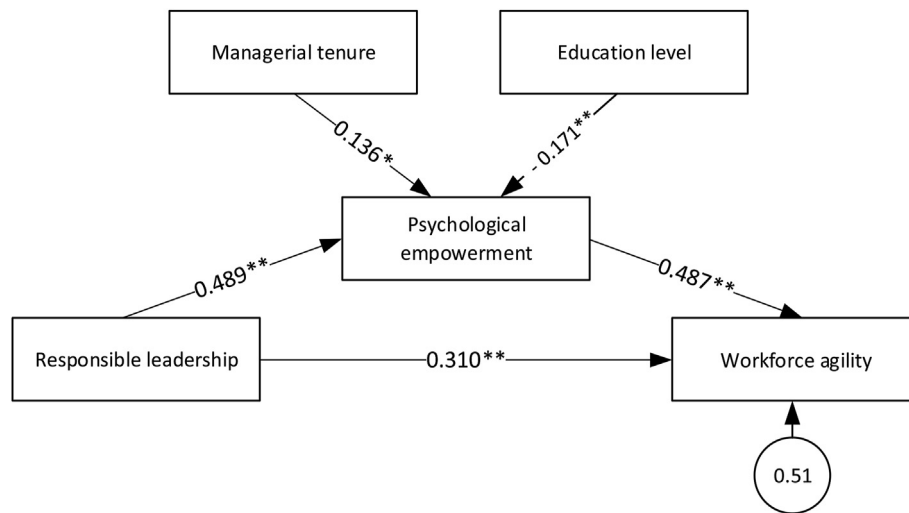 Managerial tenure
Education level
0.136*
- 0.171**
Psychological
empowerment
0.489**
0.487**
Responsible leadership
0.310**
Workforce agility
0.51